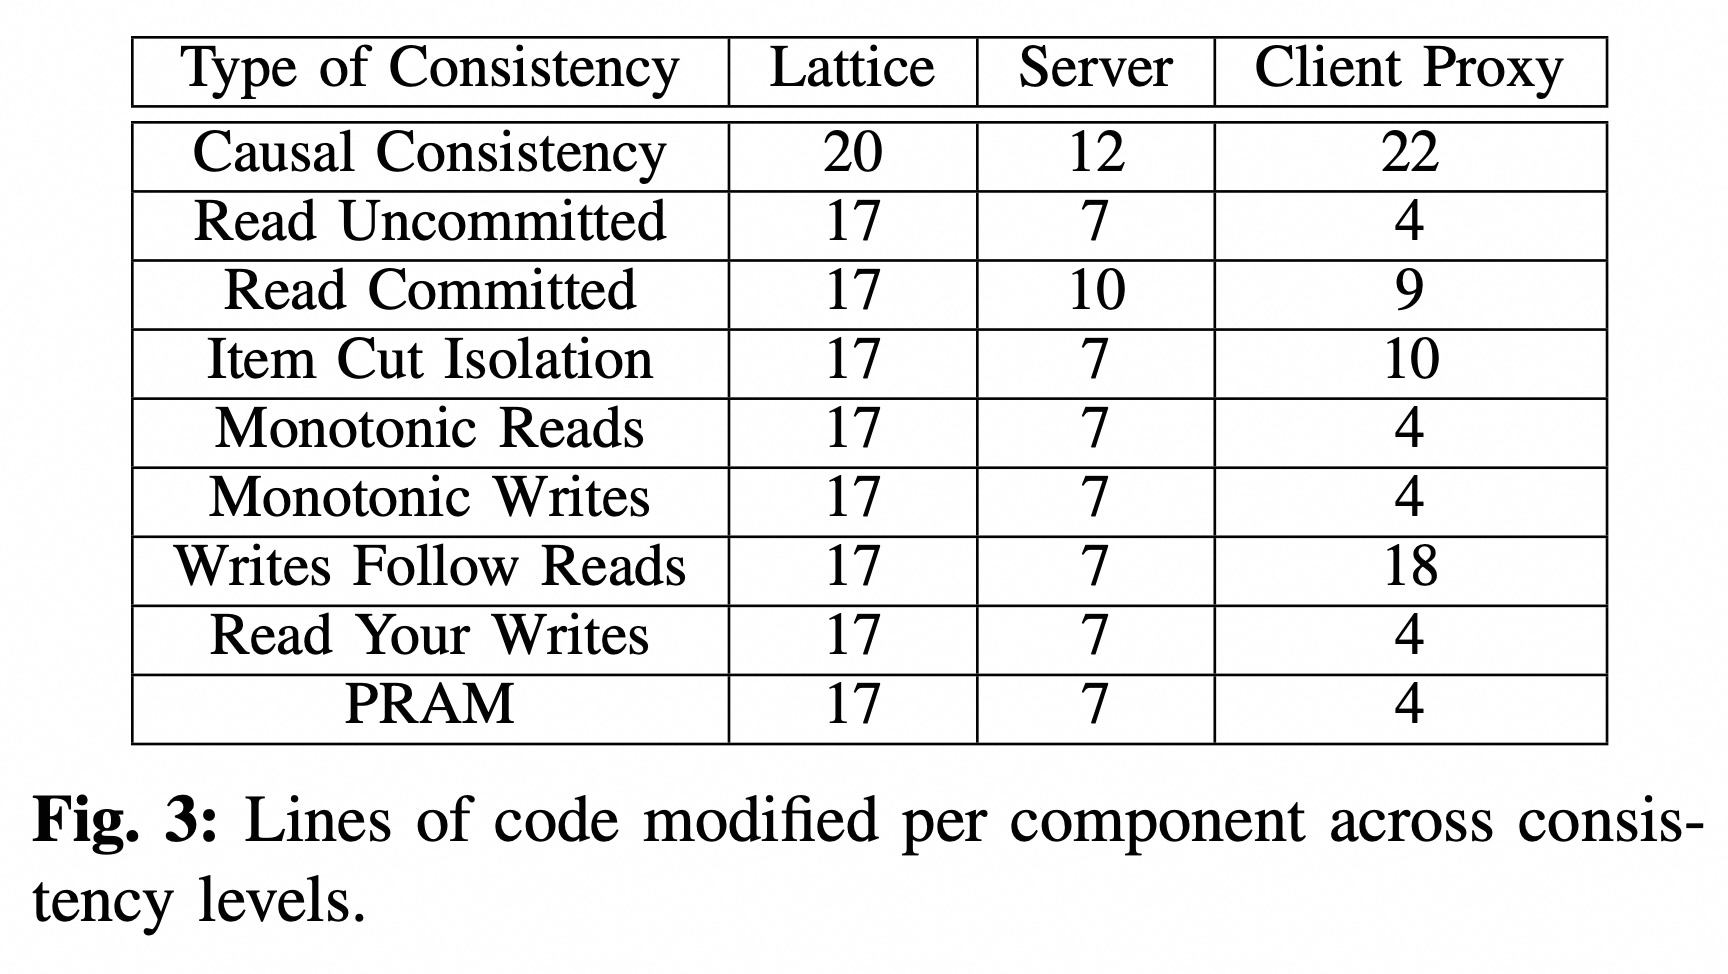 Type of Consistency Lattice Server Client Proxy
Causal Consistency 20 12 22
Read Uncommitted 17 7 4
Read Committed 17 10 9
Item Cut Isolation 17 7 10
Monotonic Reads 17 7 4
Monotonic Writes 17 7 4
Writes Follow Reads 17 7 18
Read Your Writes 17 7 4
PRAM 17 7 4
Fig. 3: Lines of code modified per component across consis-
tency levels.